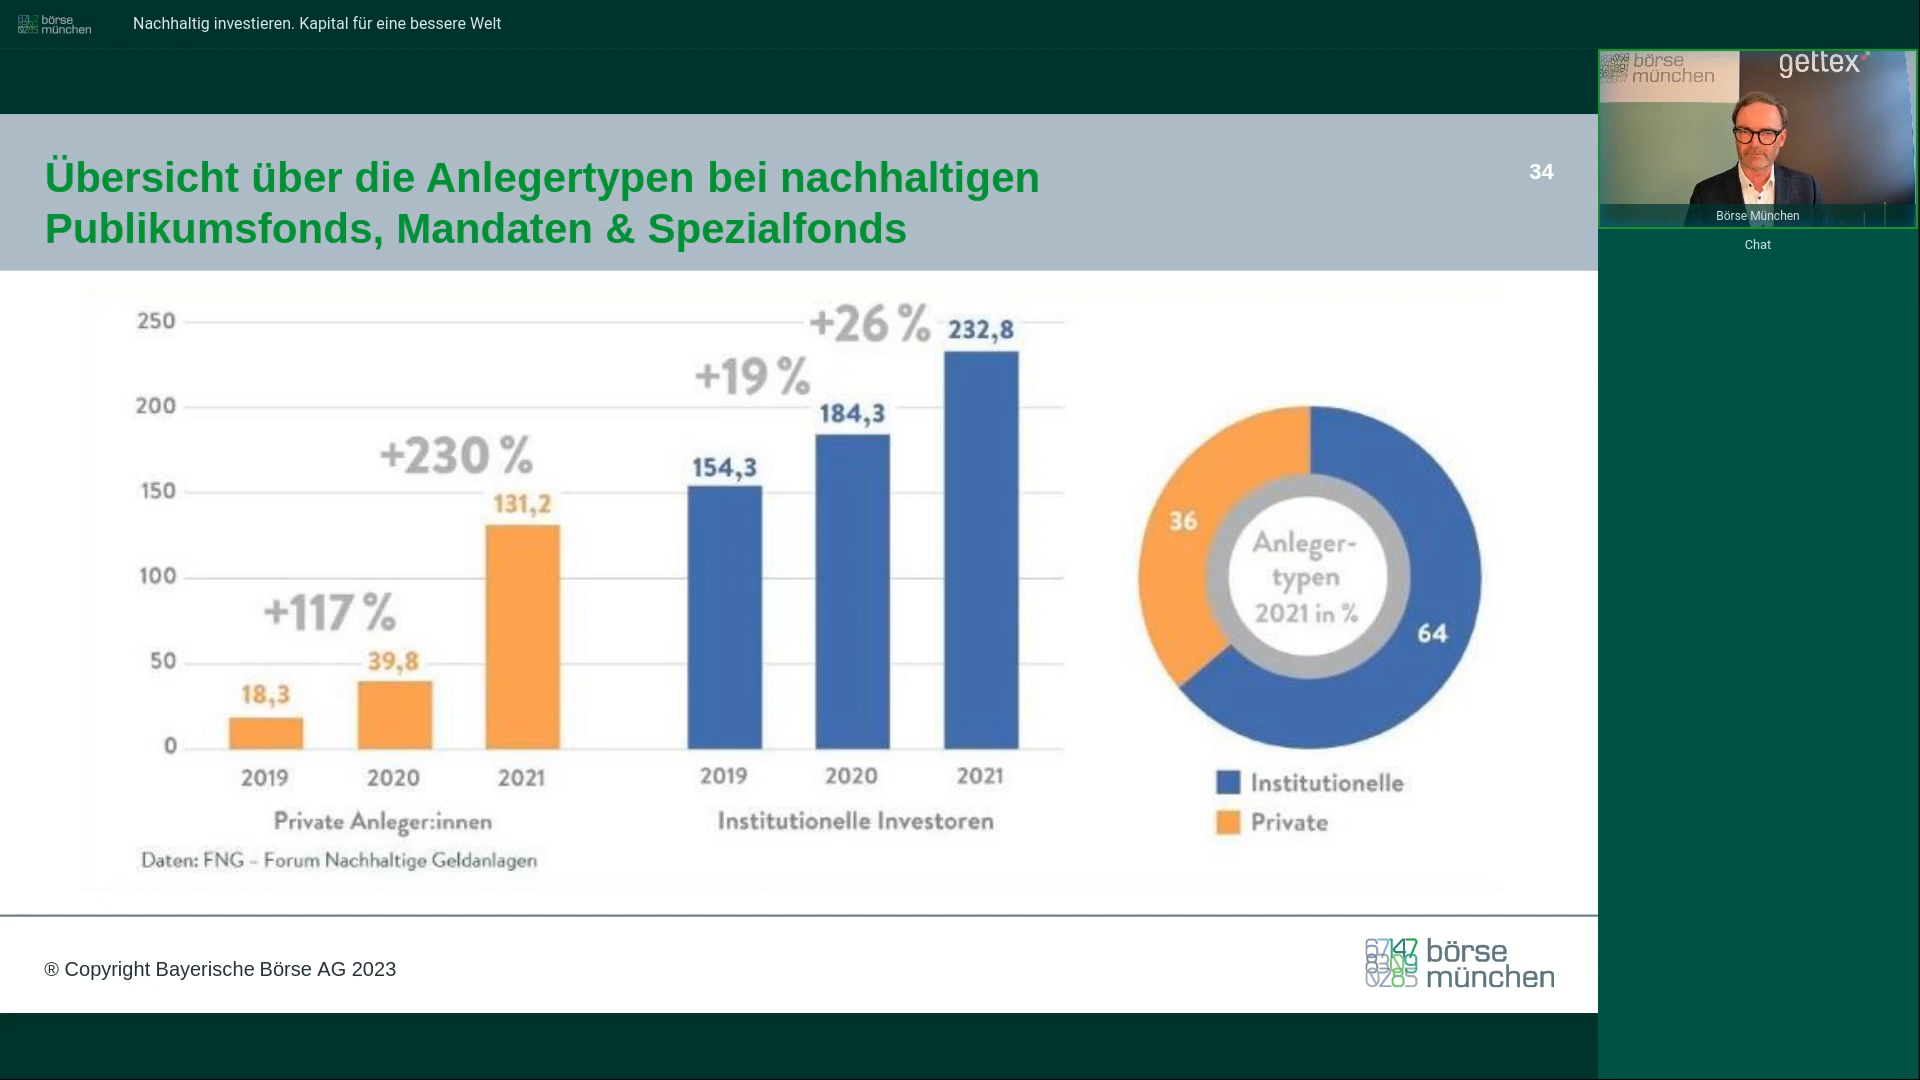 börse
münchen
Nachhaltig investieren. Kapital für eine bessere Welt
Übersicht über die Anlegertypen bei nachhaltigen
Publikumsfonds, Mandaten & Spezialfonds
34
250
200
150
100
50
0
+117 %
+230 %
+19 %
+26 %
18,3
39,8
131,2
154,3
184,3
232,8
2019
2020
2021
2019
2020
2021
Private Anleger:innen
Institutionelle Investoren
Daten: FNG – Forum Nachhaltige Geldanlagen
36
64
Anleger-
typen
2021 in %
Institutionelle
Private
® Copyright Bayerische Börse AG 2023
börse
münchen
börse
münchen
gettex
Börse München
Chat